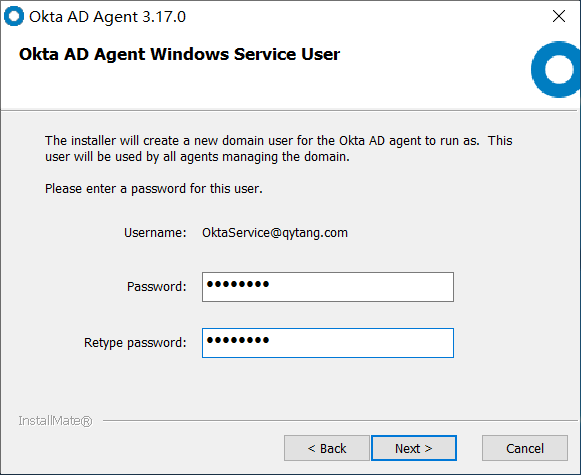 Okta AD Agent 3.17.0
Okta AD Agent Windows Service User
The installer will create a new domain user for the Okta AD agent to run as.  This
user will be used by all agents managing the domain.
Please enter a password for this user.
Username: OktaService@qytang.com
Password: ●●●●●●●●
Retype password: ●●●●●●●●
InstallMate®
< Back Next > Cancel